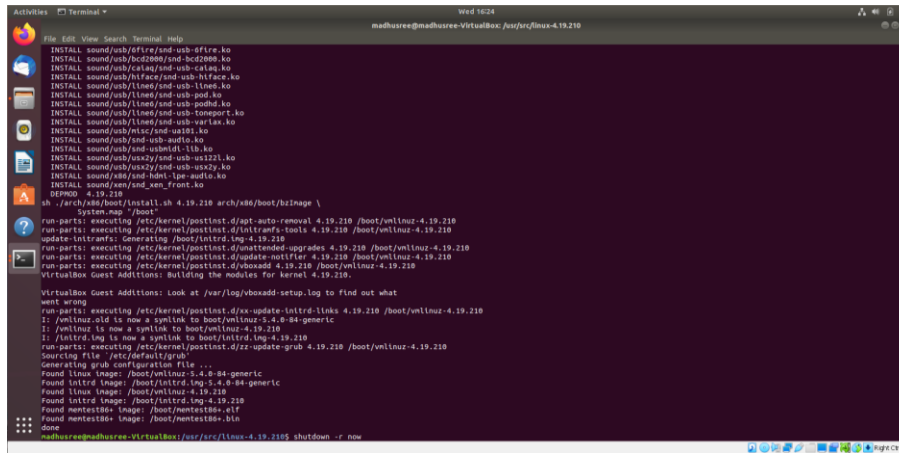 Activities Terminal Wed 16:24
madhusree@madhusree-VirtualBox: /usr/src/linux-4.19.210
File Edit View Search Terminal Help
INSTALL sound/usb/6fire/snd-usb-6fire.ko
INSTALL sound/usb/bcd2000/snd-bcd2000.ko
INSTALL sound/usb/caiaq/snd-usb-caiaq.ko
INSTALL sound/usb/hiface/snd-usb-hiface.ko
INSTALL sound/usb/line6/snd-usb-line6.ko
INSTALL sound/usb/line6/snd-usb-pod.ko
INSTALL sound/usb/line6/snd-usb-podhd.ko
INSTALL sound/usb/line6/snd-usb-toneport.ko
INSTALL sound/usb/line6/snd-usb-variax.ko
INSTALL sound/usb/misc/snd-ua101.ko
INSTALL sound/usb/snd-usb-audio.ko
INSTALL sound/usb/snd-usbmidi-lib.ko
INSTALL sound/usb/usx2y/snd-usb-us122l.ko
INSTALL sound/usb/usx2y/snd-usb-usx2y.ko
INSTALL sound/x86/snd-hdmi-lpe-audio.ko
INSTALL sound/xen/snd_xen_front.ko
DEPMOD 4.19.210
sh ./arch/x86/boot/install.sh 4.19.210 arch/x86/boot/bzImage \
System.map "/boot"
run-parts: executing /etc/kernel/postinst.d/apt-auto-removal 4.19.210 /boot/vmlinuz-4.19.210
run-parts: executing /etc/kernel/postinst.d/initramfs-tools 4.19.210 /boot/vmlinuz-4.19.210
update-initramfs: Generating /boot/initrd.img-4.19.210
run-parts: executing /etc/kernel/postinst.d/unattended-upgrades 4.19.210 /boot/vmlinuz-4.19.210
run-parts: executing /etc/kernel/postinst.d/update-notifier 4.19.210 /boot/vmlinuz-4.19.210
run-parts: executing /etc/kernel/postinst.d/vboxadd 4.19.210 /boot/vmlinuz-4.19.210
VirtualBox Guest Additions: Building the modules for kernel 4.19.210.
VirtualBox Guest Additions: Look at /var/log/vboxadd-setup.log to find out what
went wrong
run-parts: executing /etc/kernel/postinst.d/xx-update-initrd-links 4.19.210 /boot/vmlinuz-4.19.210
I: /vmlinuz.old is now a symlink to boot/vmlinuz-5.4.0-84-generic
I: /vmlinuz is now a symlink to boot/vmlinuz-4.19.210
I: /initrd.img is now a symlink to boot/initrd.img-4.19.210
run-parts: executing /etc/kernel/postinst.d/zz-update-grub 4.19.210 /boot/vmlinuz-4.19.210
Sourcing file `/etc/default/grub'
Generating grub configuration file ...
Found linux image: /boot/vmlinuz-5.4.0-84-generic
Found initrd image: /boot/initrd.img-5.4.0-84-generic
Found linux image: /boot/vmlinuz-4.19.210
Found initrd image: /boot/initrd.img-4.19.210
Found memtest86+ image: /boot/memtest86+.elf
Found memtest86+ image: /boot/memtest86+.bin
done
madhusree@madhusree-VirtualBox:/usr/src/linux-4.19.210$ shutdown -r now
Right Ctr